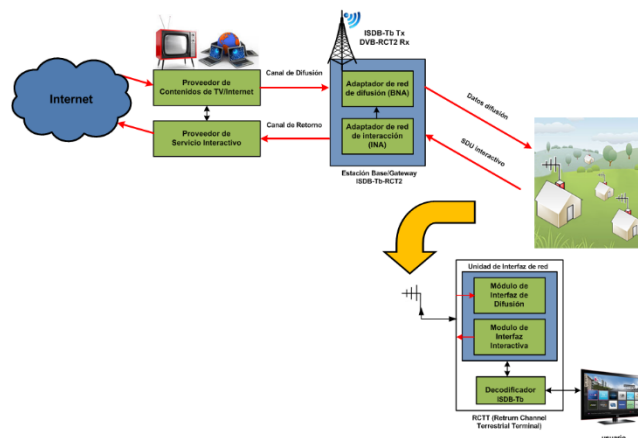 ISDB-Tb Tx
DVB-RCT2 Rx
Internet
Proveedor de
Contenidos de TV/Internet
Canal de Difusión
Adaptador de red
de difusión (BNA)
Datos difusión
Proveedor de
Servicio Interactivo
Canal de Retorno
Adaptador de red
de interacción
(INA)
SDU interactivo
Estación Base/Gateway
ISDB-Tb-RCT2
Unidad de Interfaz de red
Módulo de
Interfaz de
Difusión
Modulo de
Interfaz
Interactiva
Decodificador
ISDB-Tb
RCTT (Retrum Channel
Terrestrial Terminal)
usuario